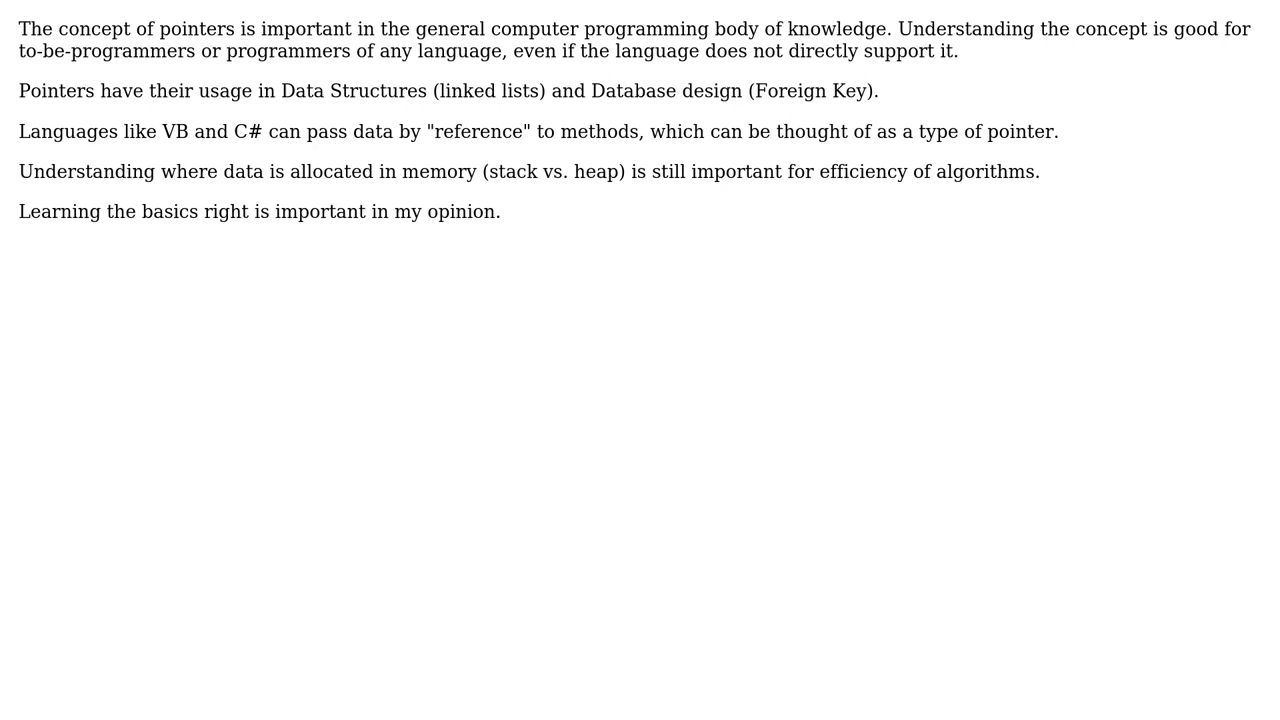 The concept of pointers is important in the general computer programming body of knowledge. Understanding the concept is good for
to-be-programmers or programmers of any language, even if the language does not directly support it.
Pointers have their usage in Data Structures (linked lists) and Database design (Foreign Key).
Languages like VB and C# can pass data by "reference" to methods, which can be thought of as a type of pointer.
Understanding where data is allocated in memory (stack vs. heap) is still important for efficiency of algorithms.
Learning the basics right is important in my opinion.